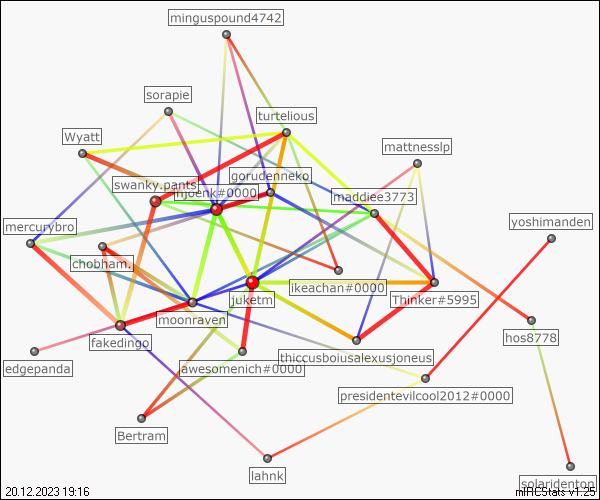 minguspound4742
sorapie
turtelious
Wyatt
mattnesslp
gorudenneko
swanky.pants
njoenk#0000
maddiee3773
mercurybro
yoshimanden
chobham.
ikeachan#0000
Thinker#5995
juketm
moonraven
fakedingo
hos8778
thiccusboiusalexusjoneus
edgepanda
awesomenich#0000
presidentevilcool2012#0000
Bertram
lahnk
solaridenton
20.12.2023 19:16
mIRCStats v1.25